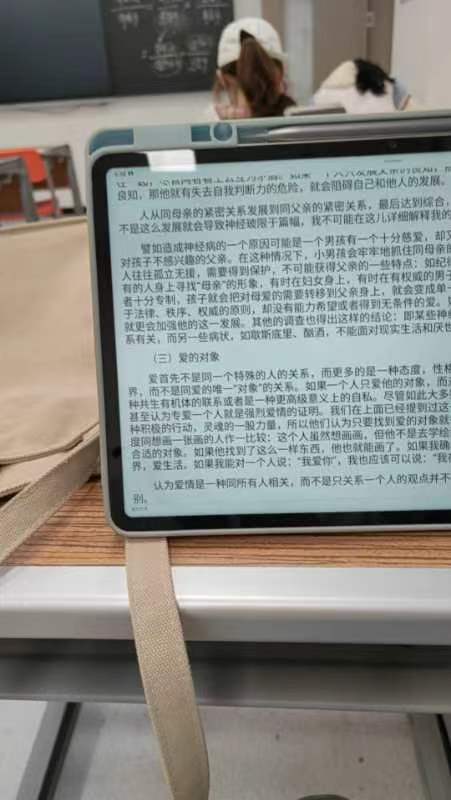 良知，那他就有失去自我判断力的危险，就会阻碍自己和他人的发展。
人从同母亲的紧密关系发展到同父亲的紧密关系，最后达到综合，
不是这么发展就会导致神经
限于篇幅，我不可能在这儿详细解释我的
譬如造成神经病的一个原因可能是一个男孩有一个十分慈爱，却又
对孩子不感兴趣的父亲。在这种情况下，小男孩会牢牢地抓住同母亲的
人往往孤立无援，需要得到保护，不可能获得父亲的一些特点：如纪律
有的人身上寻找“母亲”的形象，有时在妇女身上，有时在有权威的男子
者十分专制，孩子就会把对母爱的需要转移到父亲身上，就会变成单一
于法律、秩序、权威的原则，却没有能力希望或者得到无条件的爱。
就更会加强他的这一发展。其他的调查也得出这样的结论：即某些神经
系有关，而另一些病状，如歇斯底里、酗酒，不能面对现实生活和厌世
（三）爱的对象
爱首先不是同一个特殊的人的关系，而更多的是一种态度，性格
界，而不是同爱的唯一“对象”的关系。如果一个人只爱他的对象，而对
种共生有机体的联系或者是一种更高级意义上的自私。尽管如此大多
甚至认为专爱一个人就是强烈爱情的证明。我们在上面已经提到过这
种积极的行动，灵魂的一股力量，所以他们认为只要找到爱的对象就
度同想画一张画的人作一比较：这个人虽然想画画，但他不是去学绘
合适的对象。如果他找到了这么一样东西，他也就能画了。如果我确
界，爱生活。如果我能对一个人说：“我爱你”，我也应该可以说：“我在
认为爱情是一种同所有人相关，而不是只关系一个人的观点并不
别。